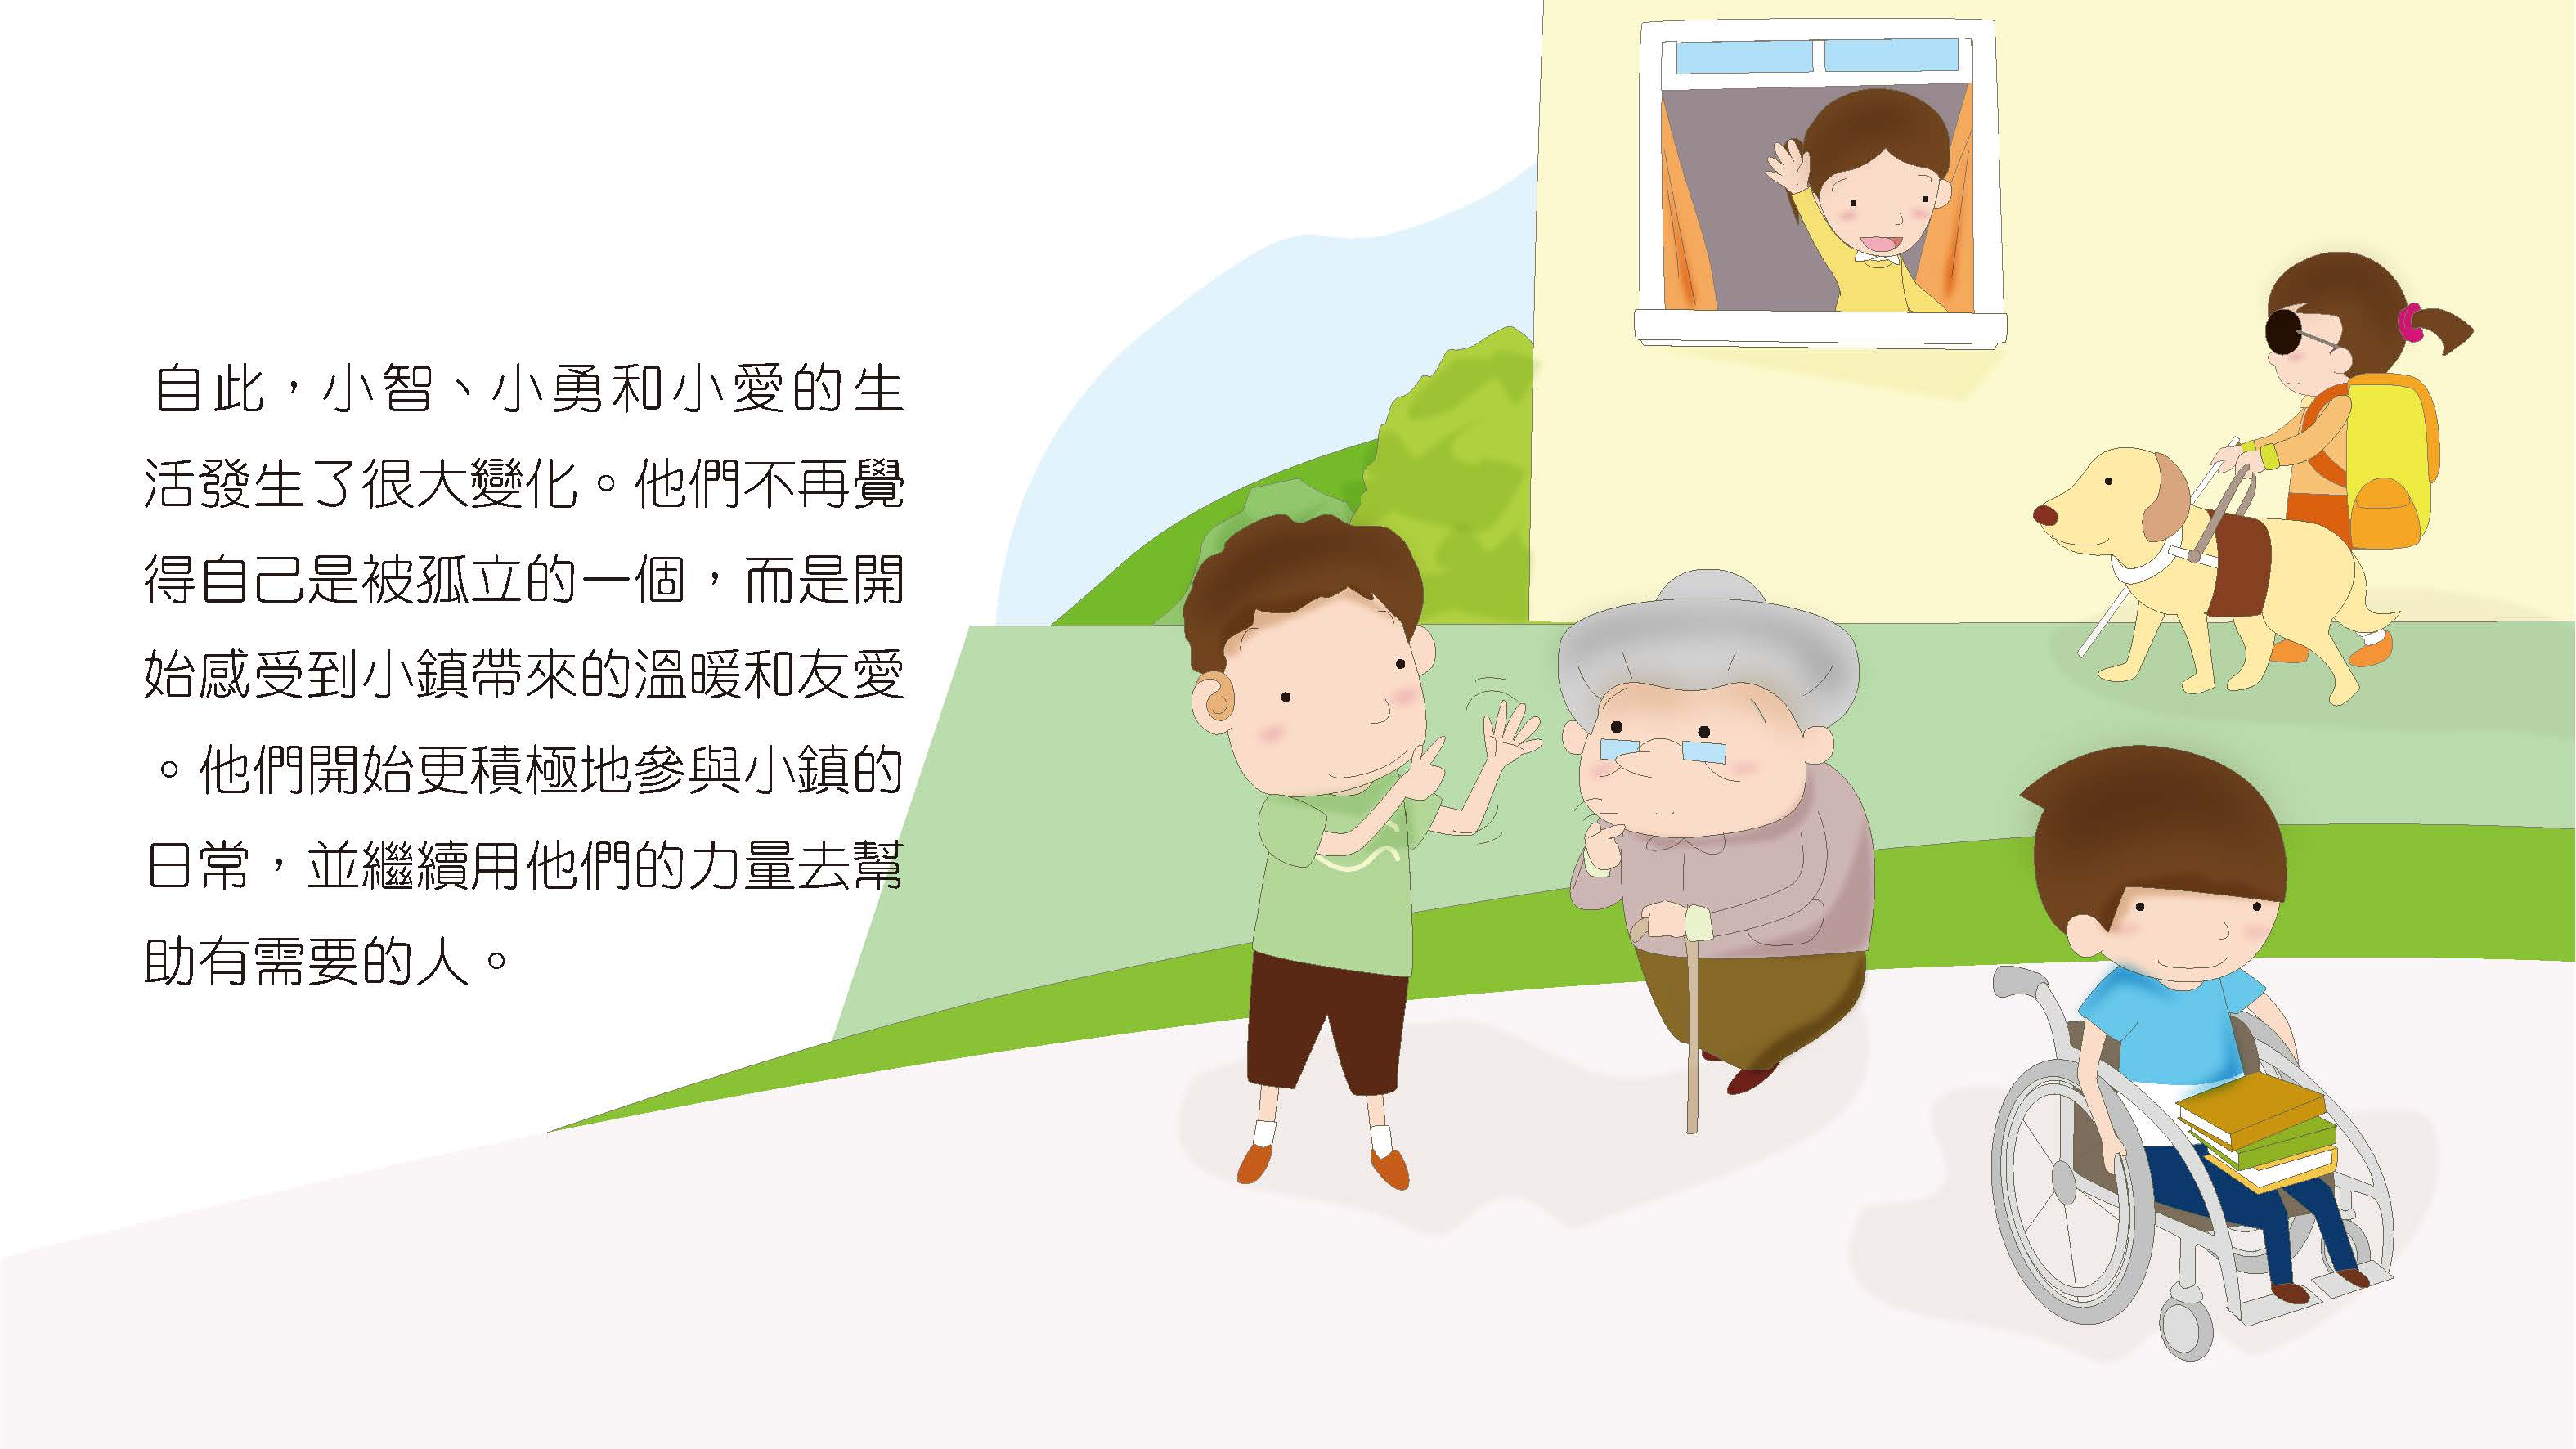 自此，小智、小勇和小愛的生
活發生了很大變化。他們不再覺
得自己是被孤立的一個，而是開
始感受到小鎮帶來的溫暖和友愛
。他們開始更積極地參與小鎮的
日常，並繼續用他們的力量去幫
助有需要的人。